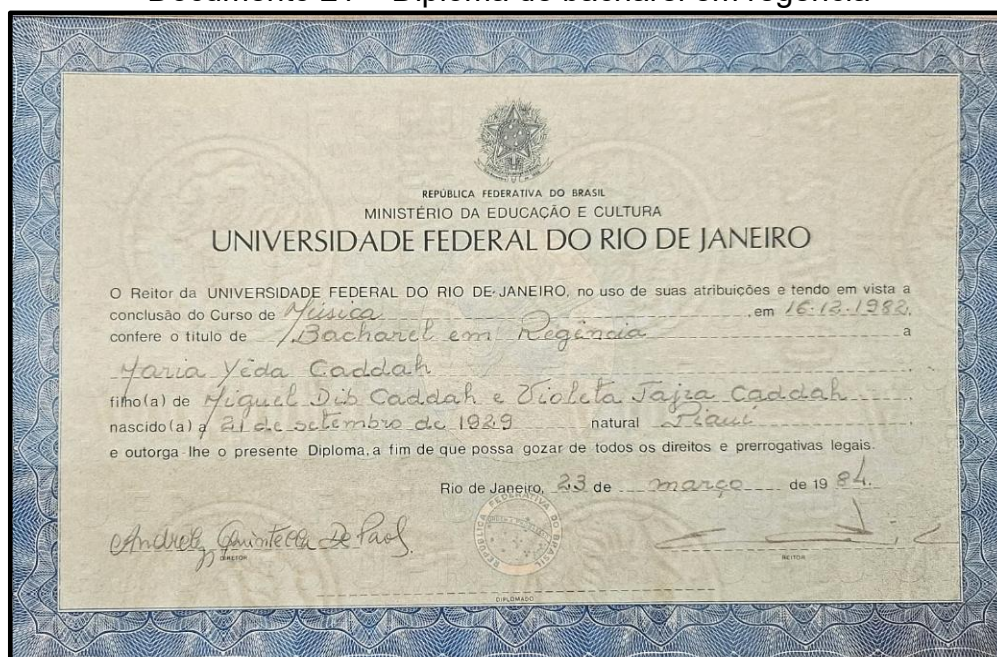 Documento 21 – Diploma de bacharel em regência
REPÚBLICA FEDERATIVA DO BRASIL
MINISTÉRIO DA EDUCAÇÃO E CULTURA
UNIVERSIDADE FEDERAL DO RIO DE JANEIRO
O Reitor da UNIVERSIDADE FEDERAL DO RIO DE JANEIRO, no uso de suas atribuições e tendo em vista a
conclusão do Curso de Música, em 16.12.1982,
confere o titulo de Bacharel em Regência a
Maria Yêda Caddah
filho(a) de Miguel Dib Caddah e Violeta Tajra Caddah,
nascido(a) a 21 de setembro de 1929 natural Piauí
e outorga-lhe o presente Diploma, a fim de que possa gozar de todos os direitos e prerrogativas legais.
Rio de Janeiro, 23 de março de 1984.
REPÚBLICA FEDERATIVA DO BRASIL
DIRETOR
REITOR
DIPLOMADO